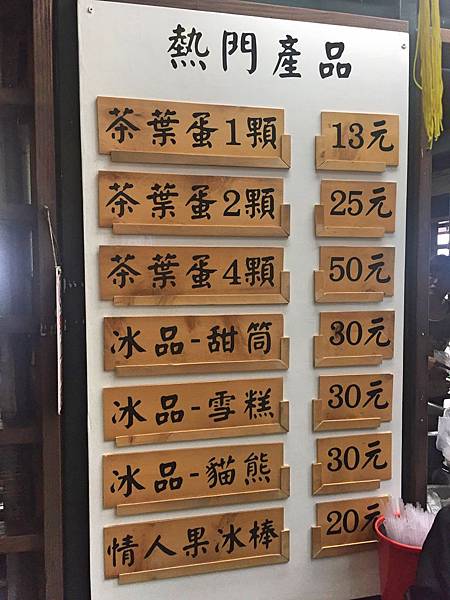 熱門產品
茶葉蛋1顆 13元
茶葉蛋2顆 25元
茶葉蛋4顆 50元
冰品-甜筒 30元
冰品-雪糕 30元
冰品-貓熊 30元
情人果冰棒 20元